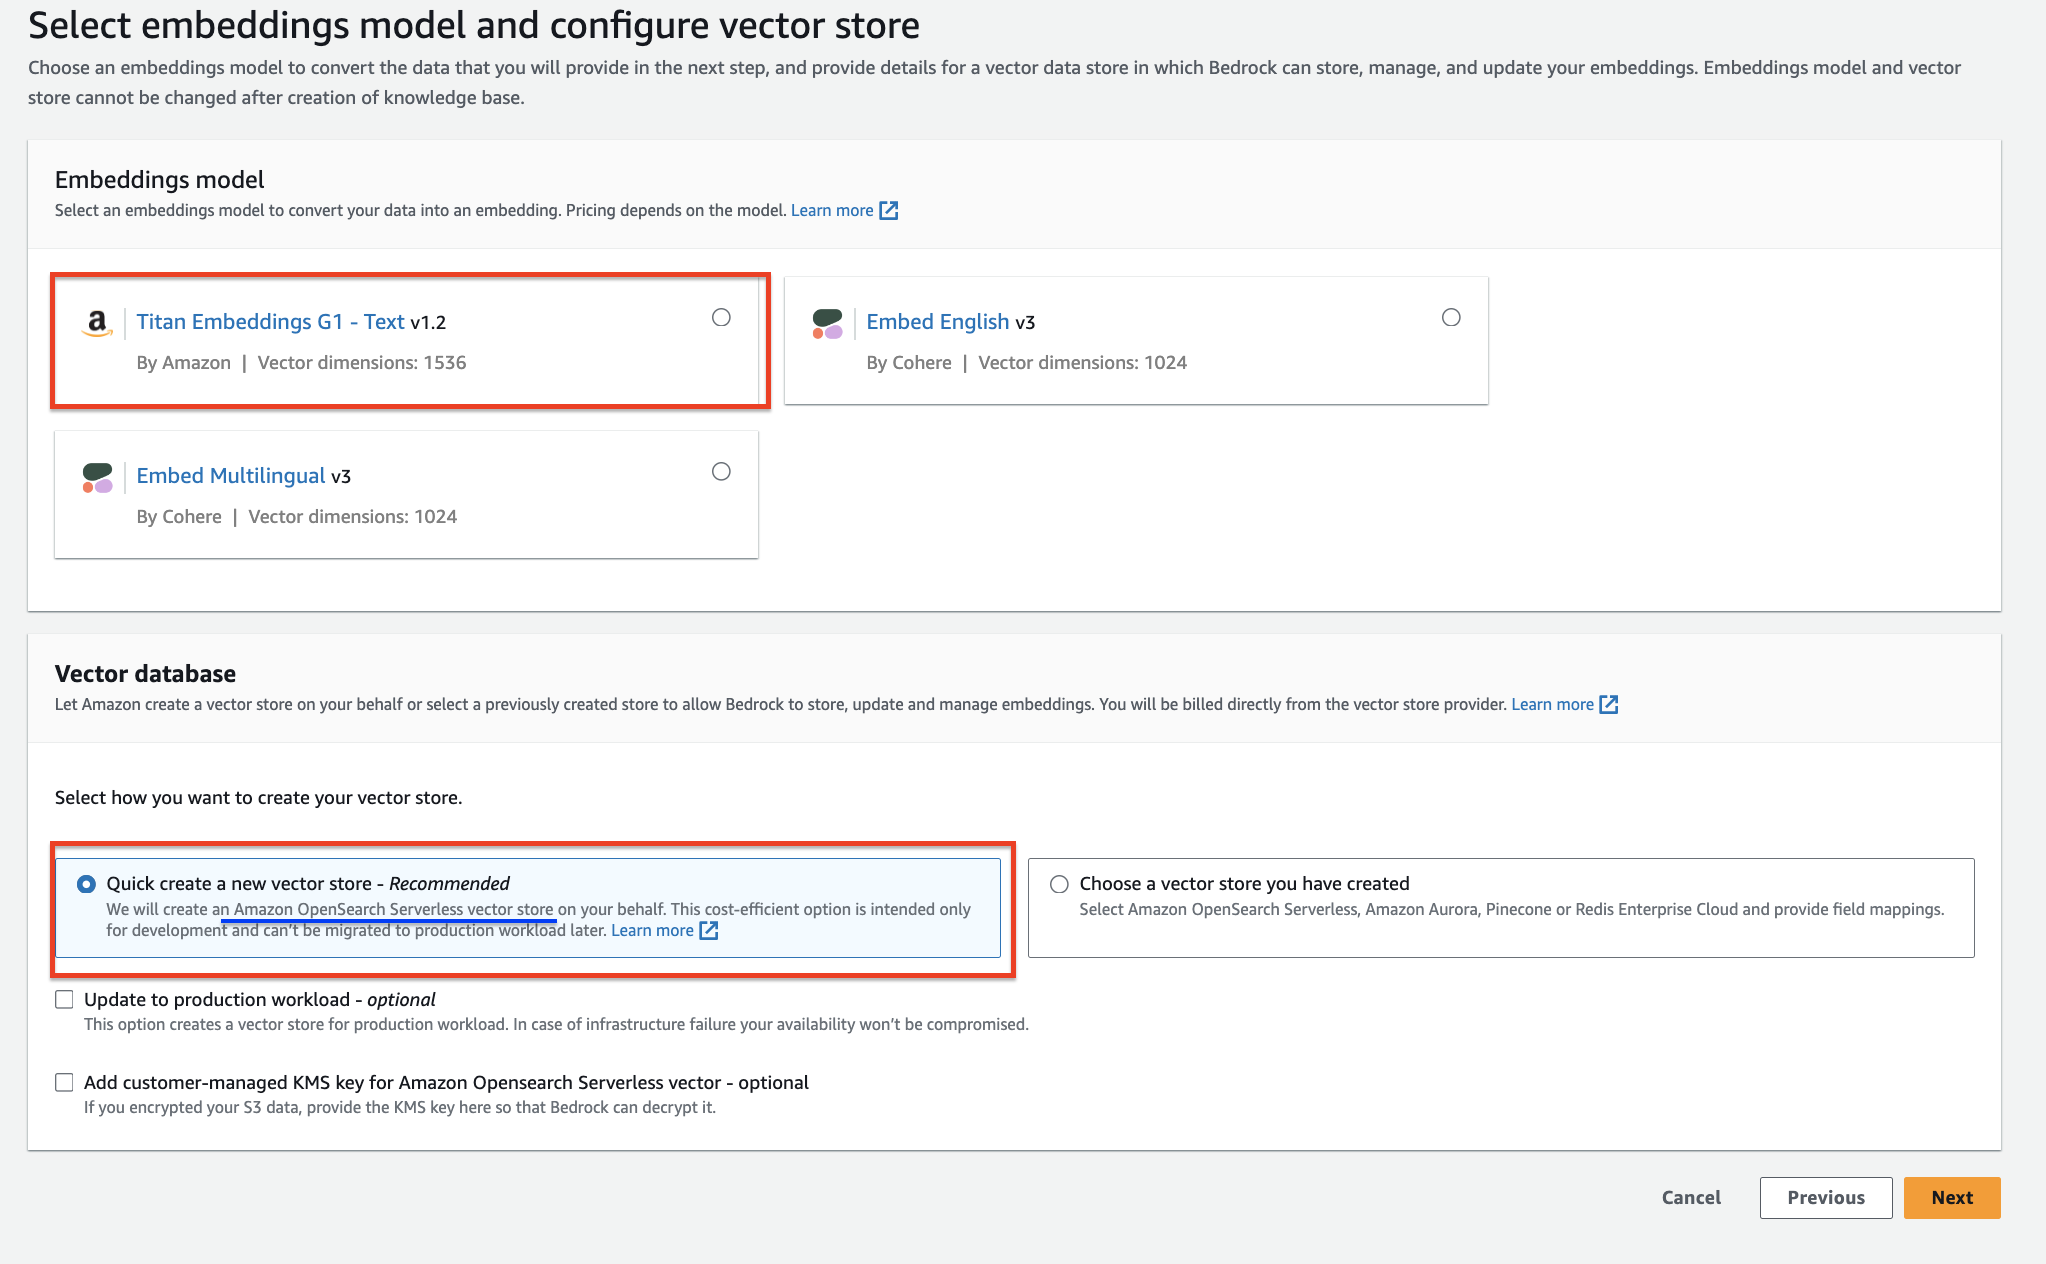 Select embeddings model and configure vector store
Choose an embeddings model to convert the data that you will provide in the next step, and provide details for a vector data store in which Bedrock can store, manage, and update your embeddings. Embeddings model and vector
store cannot be changed after creation of knowledge base.
Embeddings model
Select an embeddings model to convert your data into an embedding. Pricing depends on the model. Learn more
Titan Embeddings G1 - Text v1.2
By Amazon | Vector dimensions: 1536
Embed English v3
By Cohere | Vector dimensions: 1024
Embed Multilingual v3
By Cohere | Vector dimensions: 1024
Vector database
Let Amazon create a vector store on your behalf or select a previously created store to allow Bedrock to store, update and manage embeddings. You will be billed directly from the vector store provider. Learn more
Select how you want to create your vector store.
Quick create a new vector store - Recommended
We will create an Amazon OpenSearch Serverless vector store on your behalf. This cost-efficient option is intended only
for development and can't be migrated to production workload later. Learn more
Choose a vector store you have created
Select Amazon OpenSearch Serverless, Amazon Aurora, Pinecone or Redis Enterprise Cloud and provide field mappings.
Update to production workload - optional
This option creates a vector store for production workload. In case of infrastructure failure your availability won't be compromised.
Add customer-managed KMS key for Amazon Opensearch Serverless vector - optional
If you encrypted your S3 data, provide the KMS key here so that Bedrock can decrypt it.
Cancel
Previous
Next